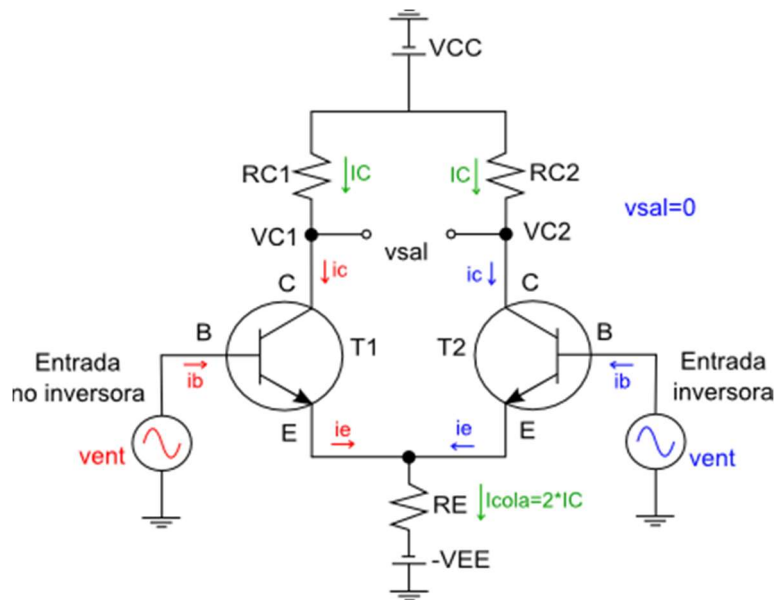 VCC
RC1
IC
IC
RC2
vsal=0
VC1
vsal
VC2
ic
ic
C
C
B
T1
T2
B
Entrada
no inversora
ib
ib
Entrada
inversora
E
E
vent
ie
ie
vent
RE
Icola=2*IC
-VEE